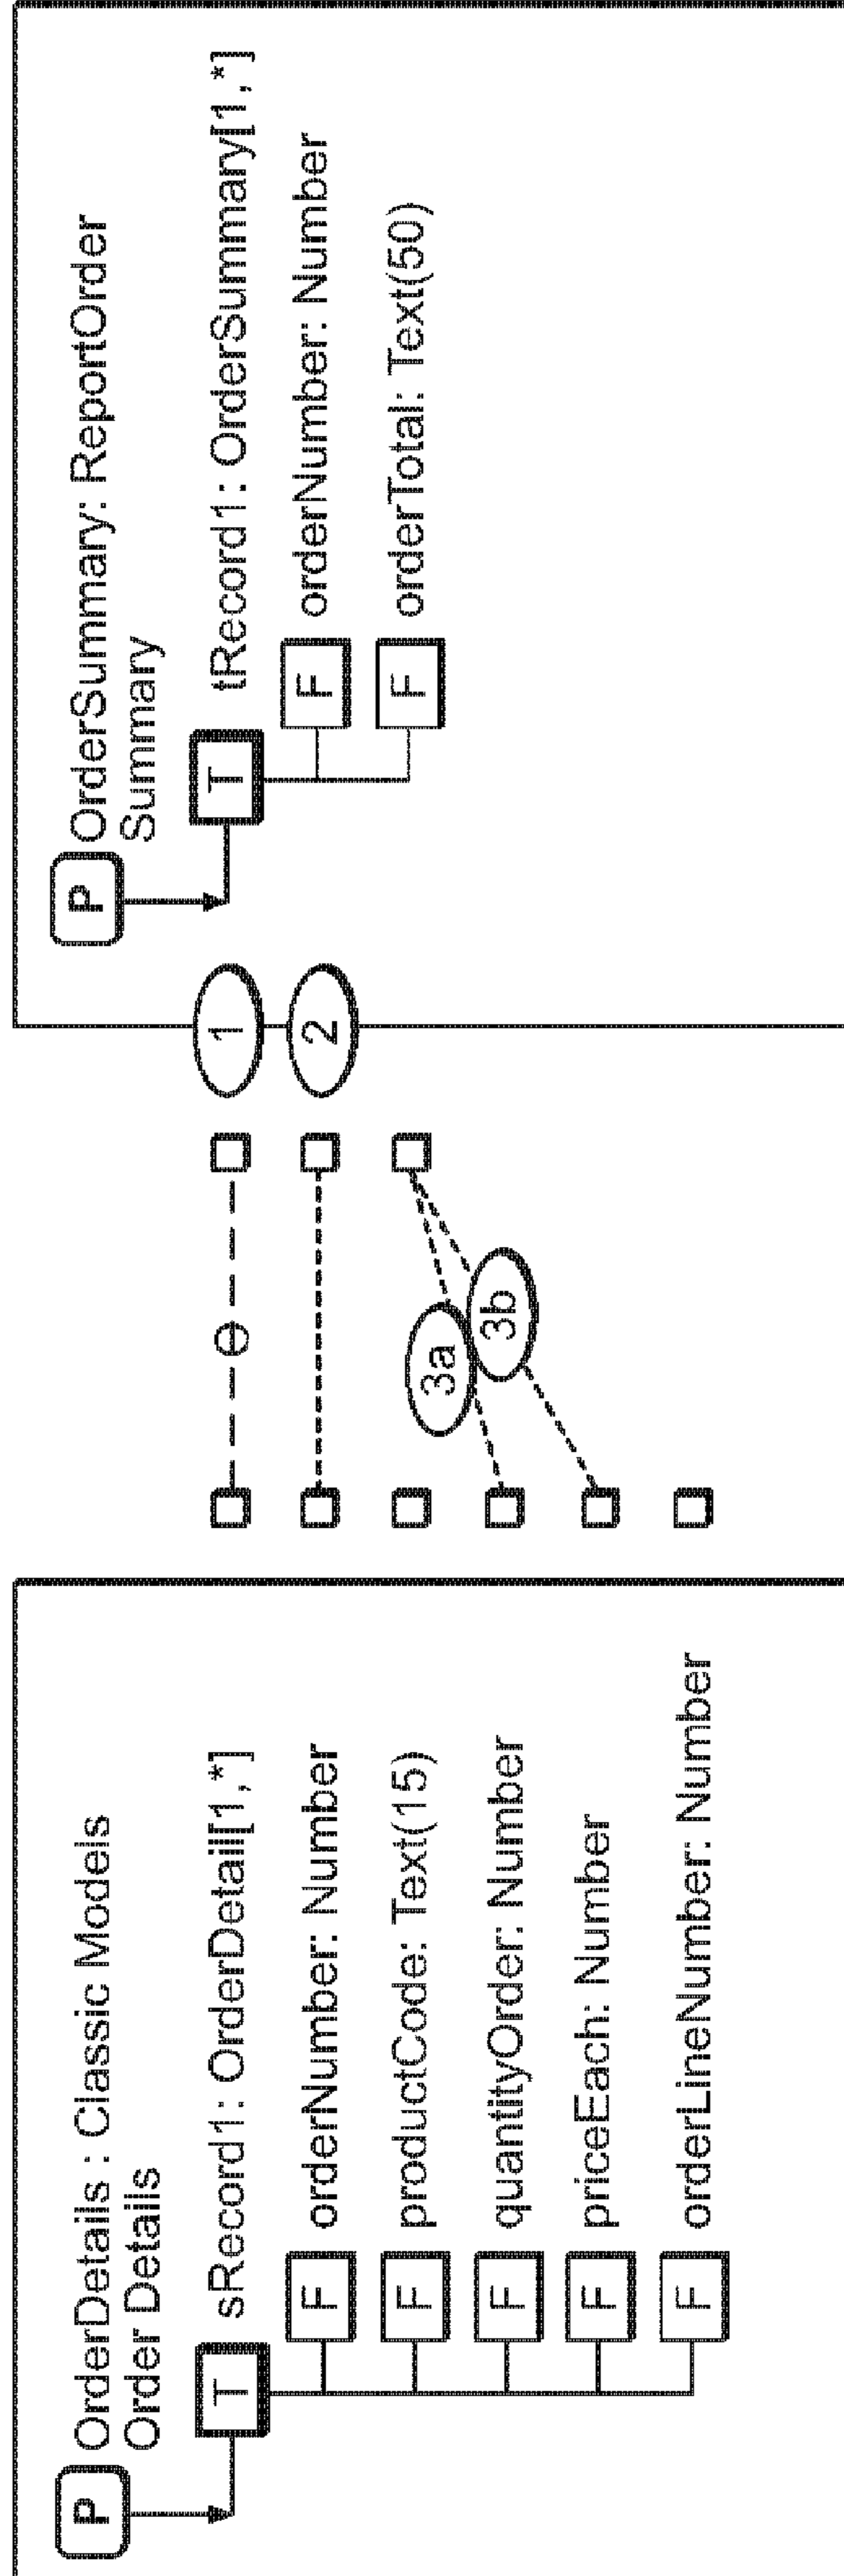 P OrderDetails : Classic Models
Order Details
T sRecord1: OrderDetail[1,*]
F orderNumber: Number
F productCode: Text(15)
F quantityOrder: Number
F priceEach: Number
F orderLineNumber: Number
1
2
3a
3b
P OrderSummary: ReportOrder
Summary
T tRecord1: OrderSummary[1,*]
F orderNumber: Number
F orderTotal: Text(50)